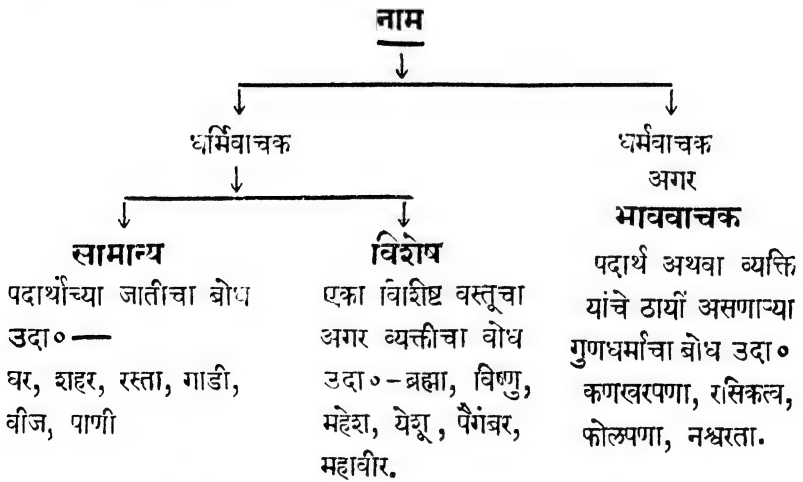 नाम
धर्मिवाचक
सामान्य
पदार्थांच्या जातीचा बोध
उदा०—
घर, शहर, रस्ता, गाडी,
वीज, पाणी
विशेष
एका विशिष्ट वस्तूचा
अगर व्यक्तीचा बोध
उदा०-ब्रह्मा, विष्णु,
महेश, येशू, पैगंबर,
महावीर.
धर्मवाचक
अगर
भाववाचक
पदार्थ अथवा व्यक्ति
यांचे ठायीं असणाऱ्या
गुणधर्माचा बोध उदा०
कणखरपणा, रसिकत्व,
फोलपणा, नश्वरता.